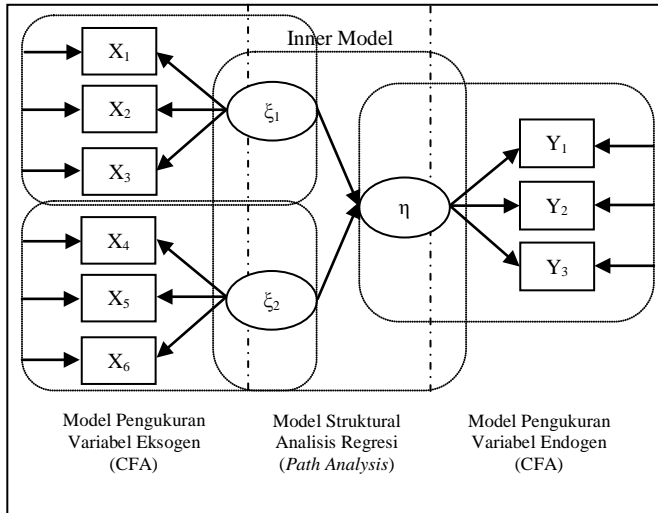 Inner Model
X₁
X₂
X₃
ξ₁
X₄
X₅
X₆
ξ₂
η
Y₁
Y₂
Y₃
Model Pengukuran
Variabel Eksogen
(CFA)
Model Struktural
Analisis Regresi
(Path Analysis)
Model Pengukuran
Variabel Endogen
(CFA)